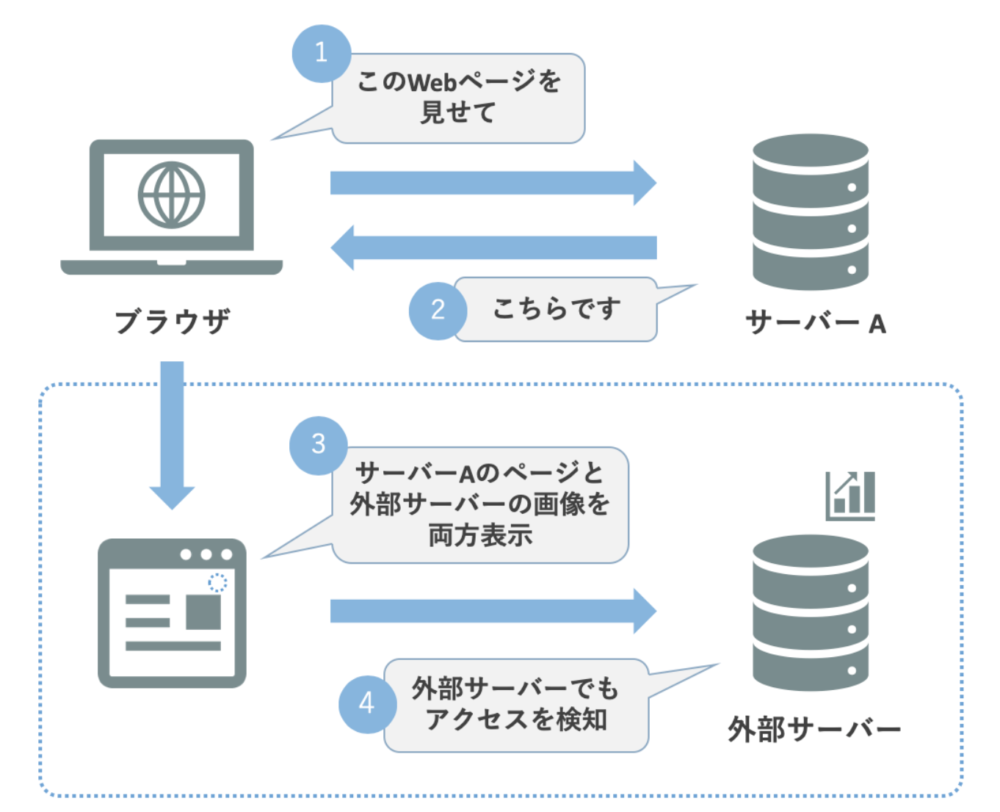 1
このWebページを
見せて
ブラウザ
2
こちらです
サーバー A
3
サーバーAのページと
外部サーバーの画像を
両方表示
4
外部サーバーでも
アクセスを検知
外部サーバー